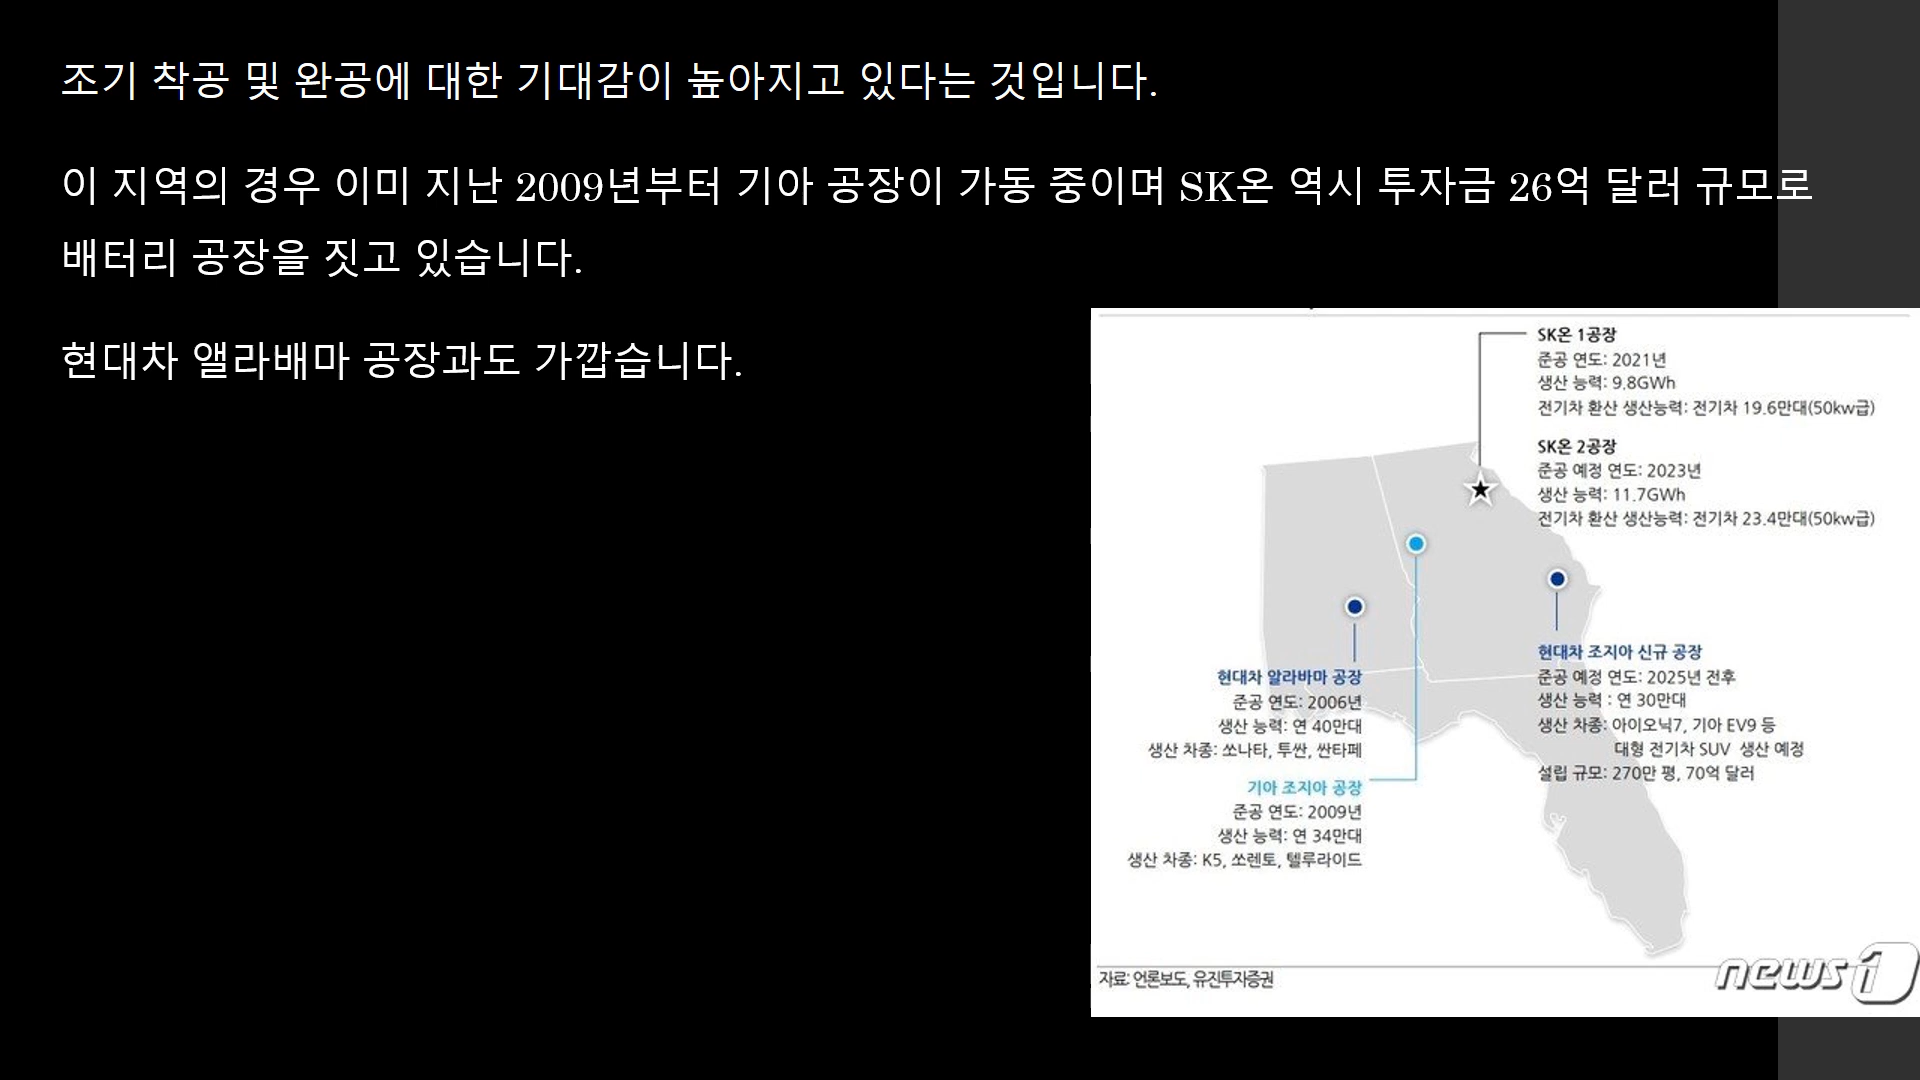 조기 착공 및 완공에 대한 기대감이 높아지고 있다는 것입니다.
이 지역의 경우 이미 지난 2009년부터 기아 공장이 가동 중이며 SK온 역시 투자금 26억 달러 규모로
배터리 공장을 짓고 있습니다.
현대차 앨라배마 공장과도 가깝습니다.
SK온 1공장
준공 연도: 2021년
생산 능력: 9.8GWh
전기차 환산 생산능력: 전기차 19.6만대(50kw급)
SK온 2공장
준공 예정 연도: 2023년
생산 능력: 11.7GWh
전기차 환산 생산능력: 전기차 23.4만대(50kw급)
현대차 조지아 신규 공장
준공 예정 연도: 2025년 전후
생산 능력 : 연 30만대
생산 차종: 아이오닉7, 기아 EV9 등
대형 전기차 SUV 생산 예정
설립 규모: 270만 평, 70억 달러
현대차 알라바마 공장
준공 연도: 2006년
생산 능력: 연 40만대
생산 차종: 쏘나타, 투싼, 싼타페
기아 조지아 공장
준공 연도: 2009년
생산 능력: 연 34만대
생산 차종: K5, 쏘렌토, 텔루라이드
자료: 언론보도, 유진투자증권
news1